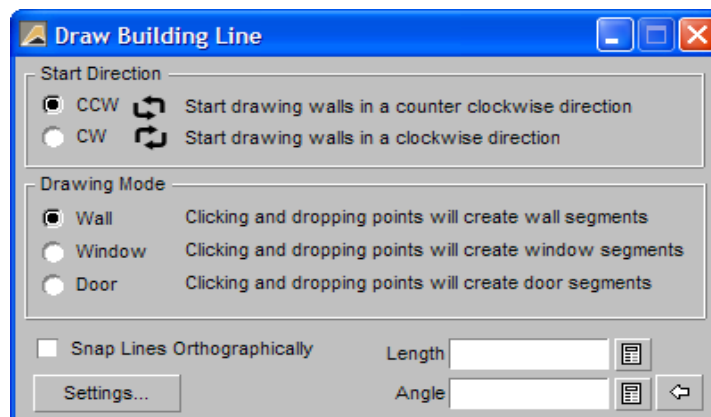 Draw Building Line
Start Direction
CCW Start drawing walls in a counter clockwise direction
CW Start drawing walls in a clockwise direction
Drawing Mode
Wall Clicking and dropping points will create wall segments
Window Clicking and dropping points will create window segments
Door Clicking and dropping points will create door segments
Snap Lines Orthographically Length
Settings... Angle